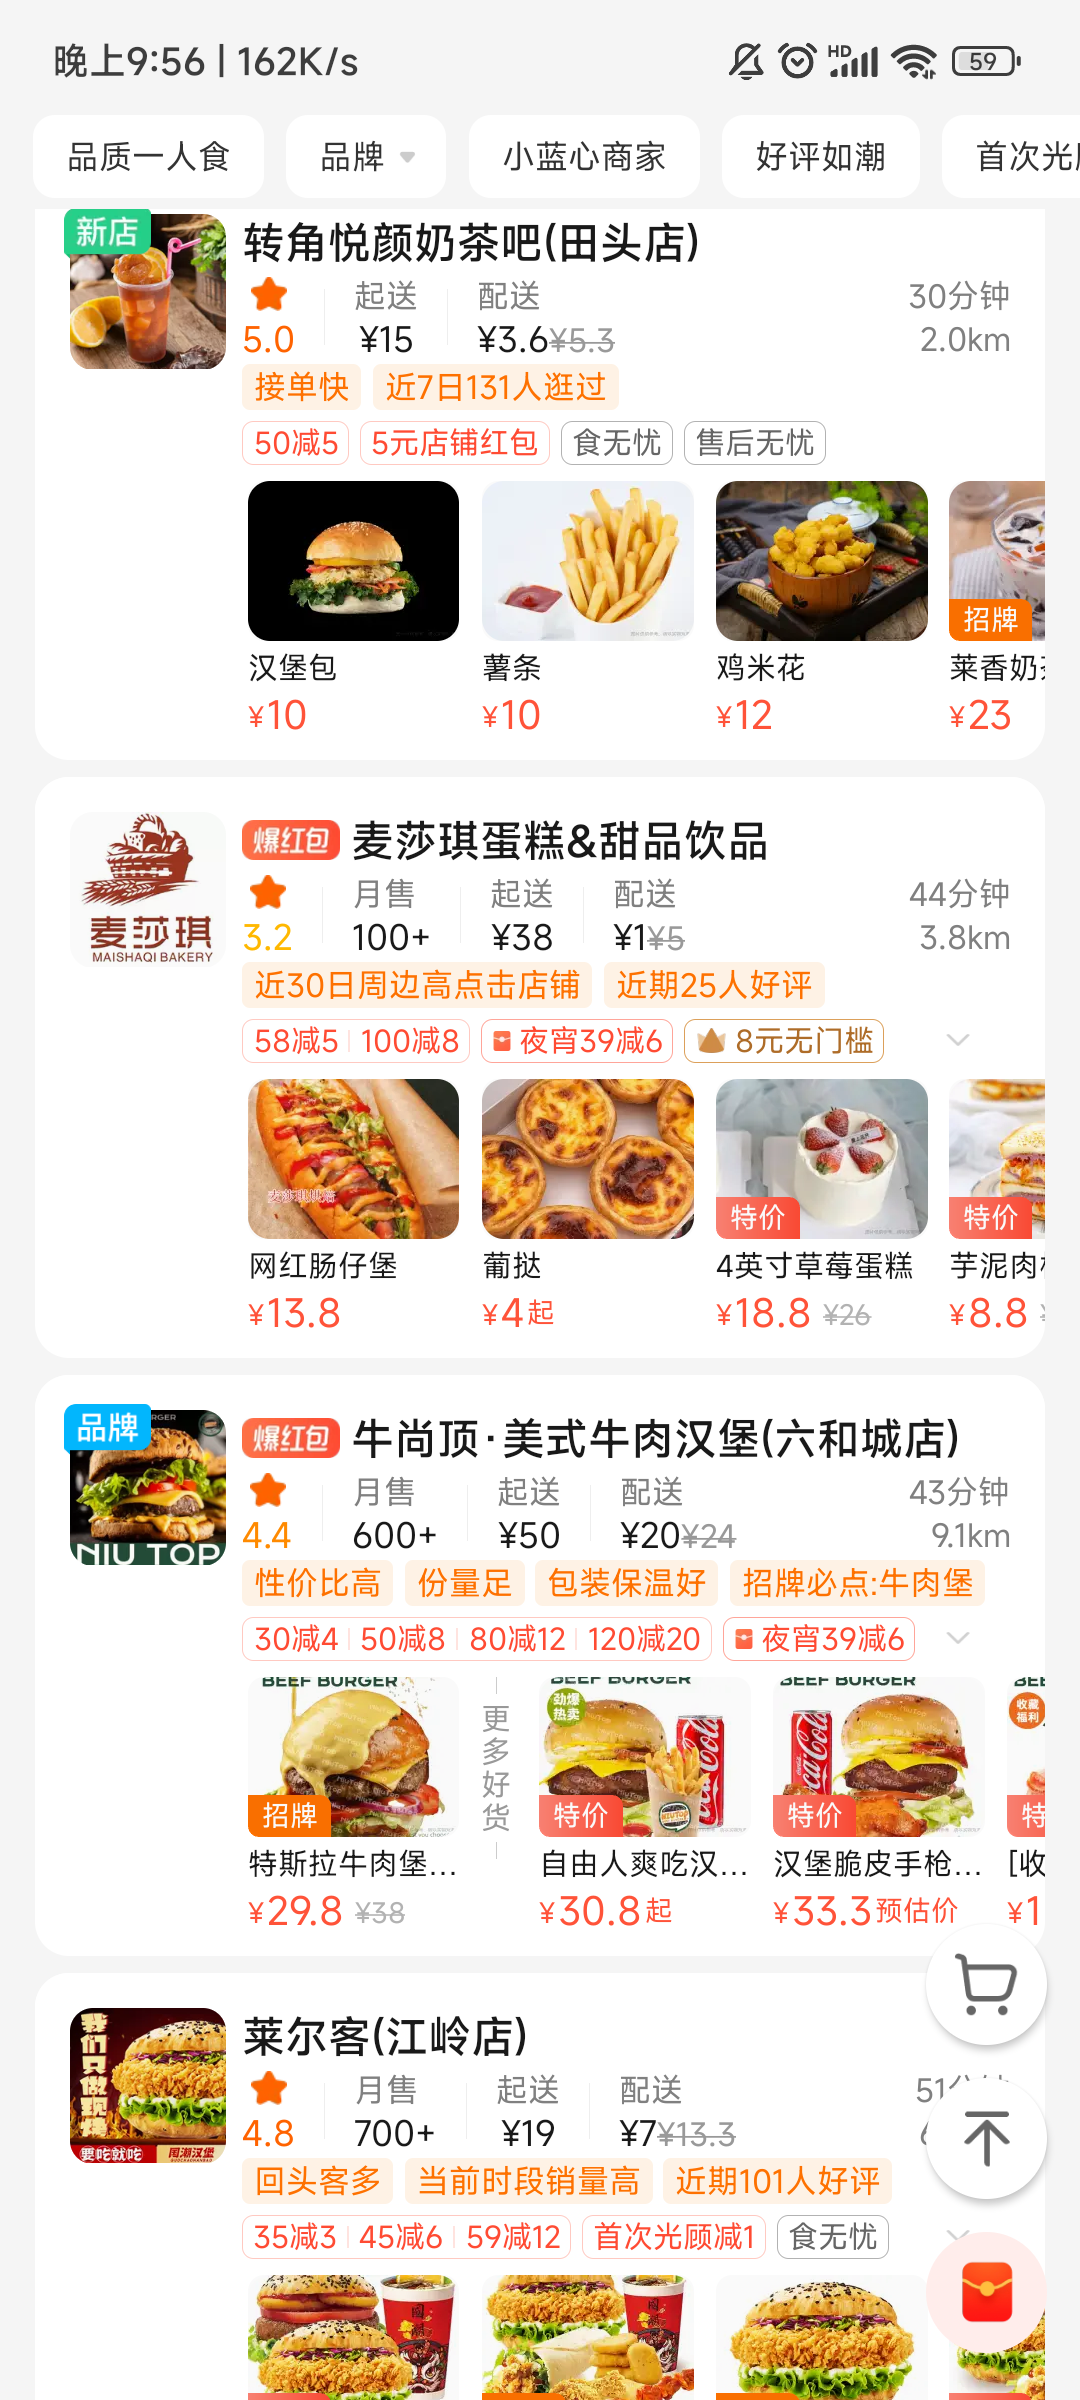 晚上9:56 | 162K/s
HD
59
品质一人食 品牌 小蓝心商家 好评如潮 首次光
新店
转角悦颜奶茶吧(田头店)
起送 配送 30分钟
5.0 ¥15 ¥3.6¥5.3 2.0km
接单快 近7日131人逛过
50减5 5元店铺红包 食无忧 售后无忧
招牌
汉堡包 薯条 鸡米花 莱香奶
¥10 ¥10 ¥12 ¥23
麦莎琪
MAISHAQI BAKERY
爆红包 麦莎琪蛋糕&甜品饮品
月售 起送 配送 44分钟
3.2 100+ ¥38 ¥1¥5 3.8km
近30日周边高点击店铺 近期25人好评
58减5 100减8 夜宵39减6 8元无门槛
麦莎琪烘焙
特价 特价
网红肠仔堡 葡挞 4英寸草莓蛋糕 芋泥肉
¥13.8 ¥4起 ¥18.8 ¥26 ¥8.8
品牌
RGER
NIU TOP
爆红包 牛尚顶·美式牛肉汉堡(六和城店)
月售 起送 配送 43分钟
4.4 600+ ¥50 ¥20¥24 9.1km
性价比高 份量足 包装保温好 招牌必点:牛肉堡
30减4 50减8 80减12 120减20 夜宵39减6
BEEF BURGER
招牌
更多好货
BEEF BURGER
劲爆热卖
Coca-Cola
NIUTOP
特价
BEEF BURGER
Coca-Cola
特价
收藏福利
特
特斯拉牛肉堡... 自由人爽吃汉... 汉堡脆皮手枪... [收
¥29.8 ¥38 ¥30.8起 ¥33.3预估价 ¥1
我们只做现烤
要吃就吃 国潮汉堡
GUOCHAOHANBAO
莱尔客(江岭店)
月售 起送 配送 51分钟
4.8 700+ ¥19 ¥7¥13.3
回头客多 当前时段销量高 近期101人好评
35减3 45减6 59减12 首次光顾减1 食无忧